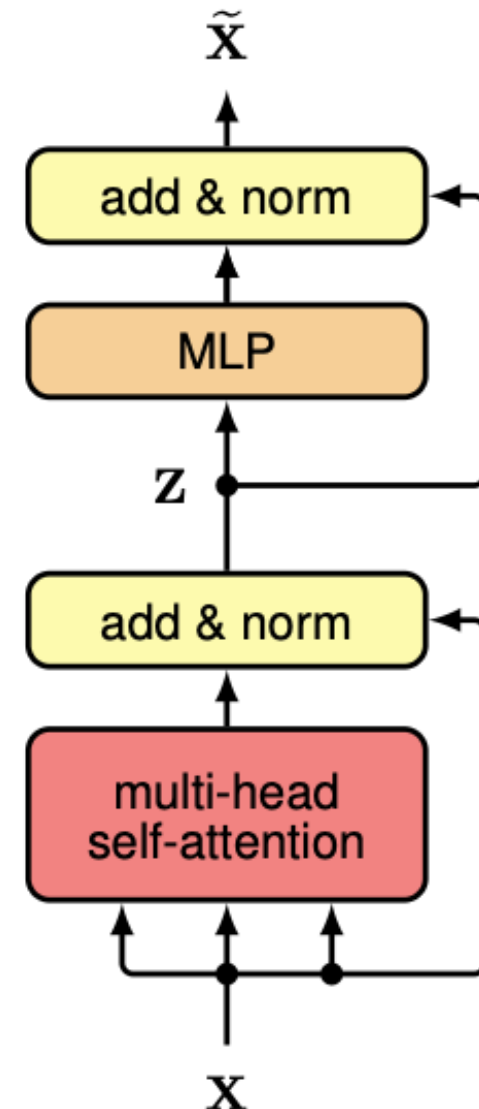 x̃
add & norm
MLP
z
add & norm
multi-head
self-attention
x